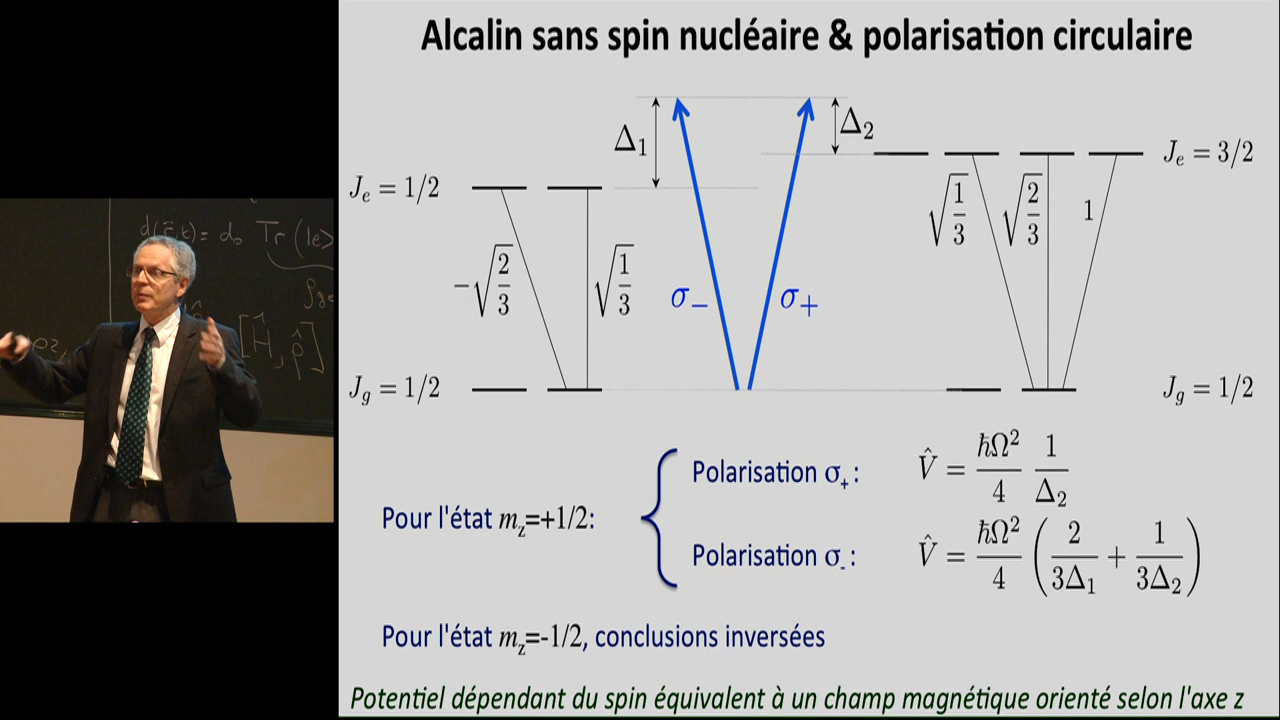 Alcalin sans spin nucléaire & polarisation circulaire
Δ₁
Δ₂
J_e = 1/2
J_e = 3/2
−√(2/3)
√(1/3)
σ₋
σ₊
√(1/3)
√(2/3)
1
J_g = 1/2
J_g = 1/2
Pour l'état m_z=+1/2:
Polarisation σ₊ :
V̂ = ħΩ²/4 1/Δ₂
Polarisation σ₋ :
V̂ = ħΩ²/4 (2/3Δ₁ + 1/3Δ₂)
Pour l'état m_z=-1/2, conclusions inversées
Potentiel dépendant du spin équivalent à un champ magnétique orienté selon l'axe z
[Ĥ, ρ̂]